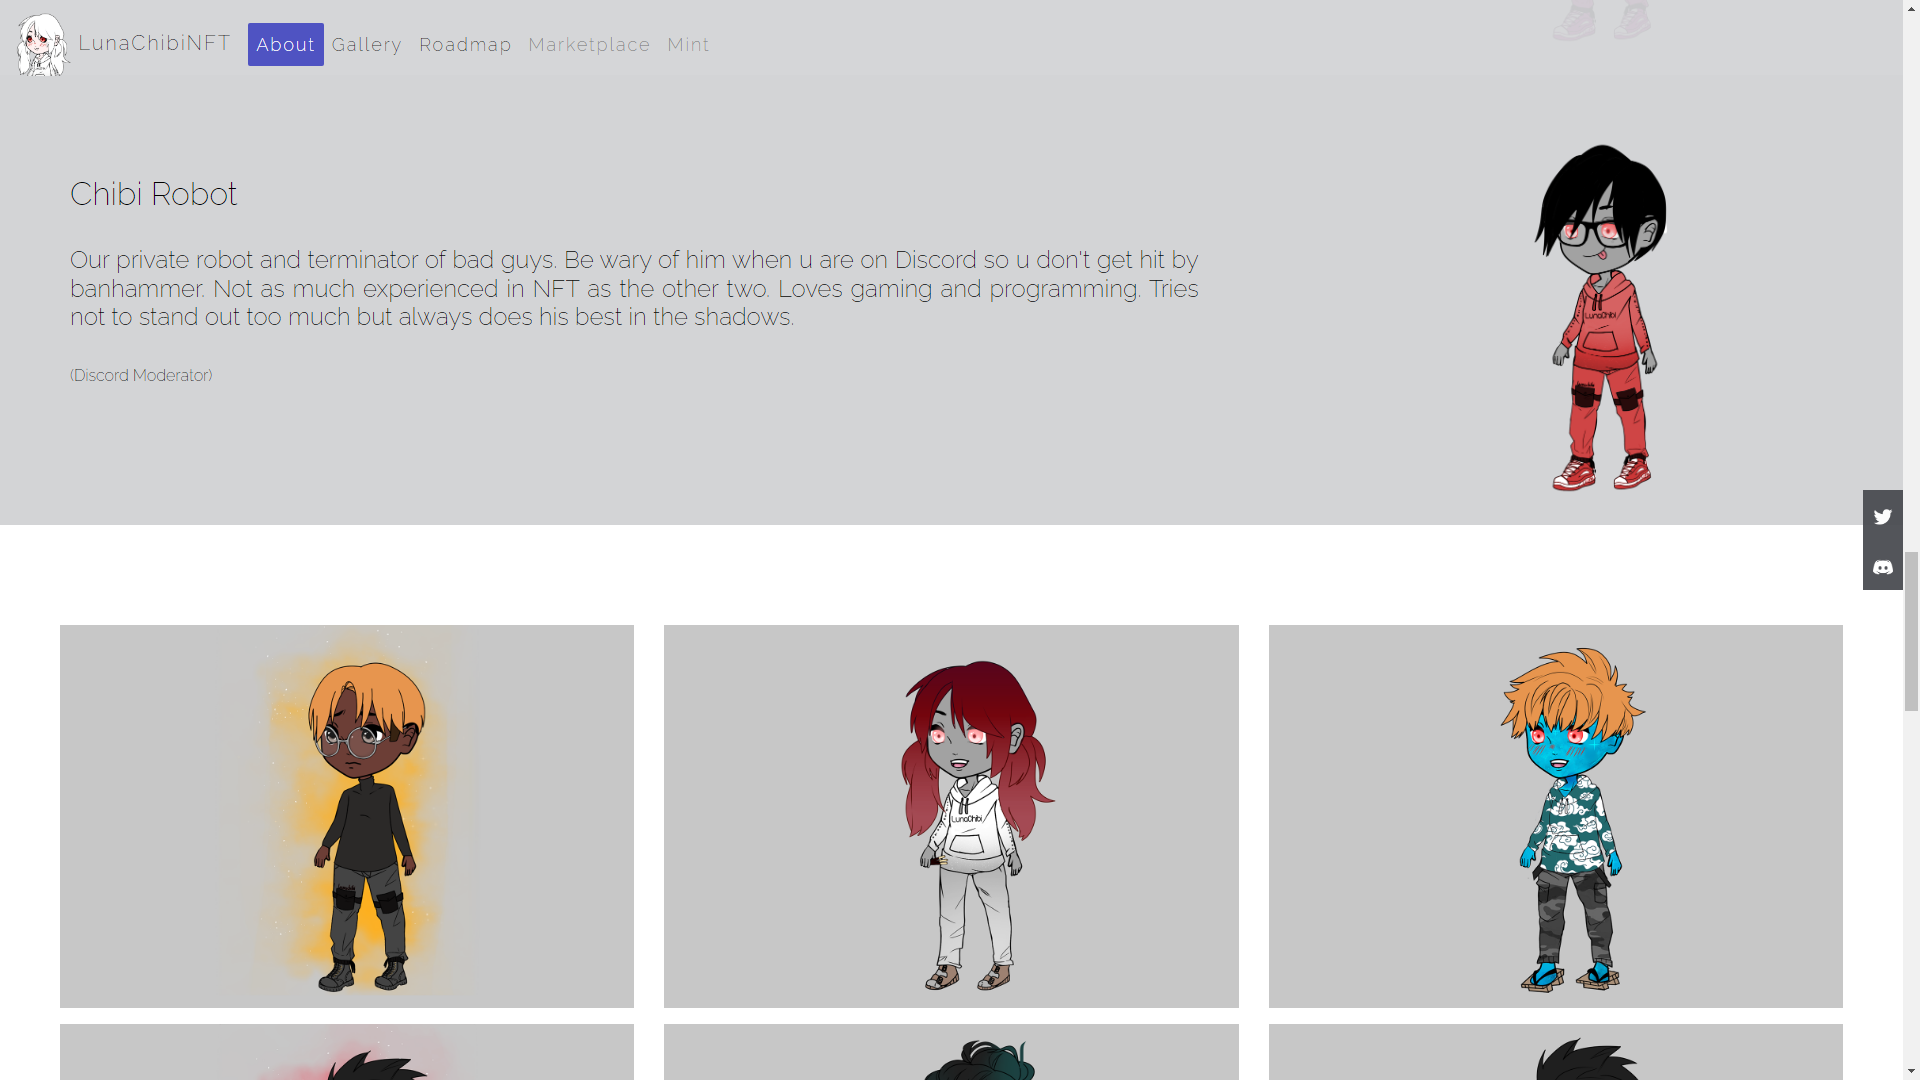 LunaChibiNFT About Gallery Roadmap Marketplace Mint
Chibi Robot
Our private robot and terminator of bad guys. Be wary of him when u are on Discord so u don't get hit by
banhammer. Not as much experienced in NFT as the other two. Loves gaming and programming. Tries
not to stand out too much but always does his best in the shadows.
(Discord Moderator)
LunaChibi
LunaChibi